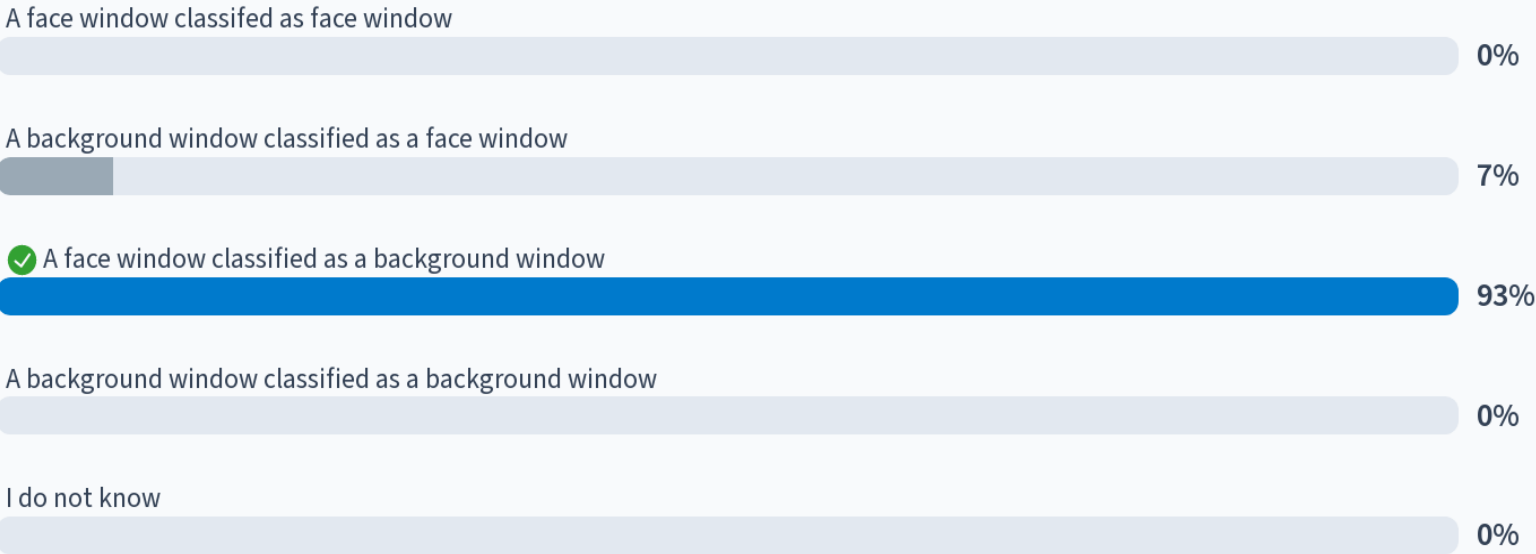 A face window classifed as face window
0%
A background window classified as a face window
7%
A face window classified as a background window
93%
A background window classified as a background window
0%
I do not know
0%